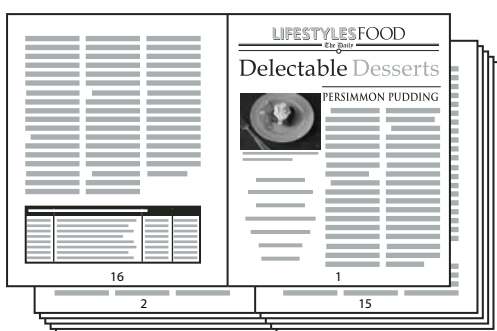 LIFESTYLESFOOD
The Daily
Delectable Desserts
PERSIMMON PUDDING
16
1
2
15